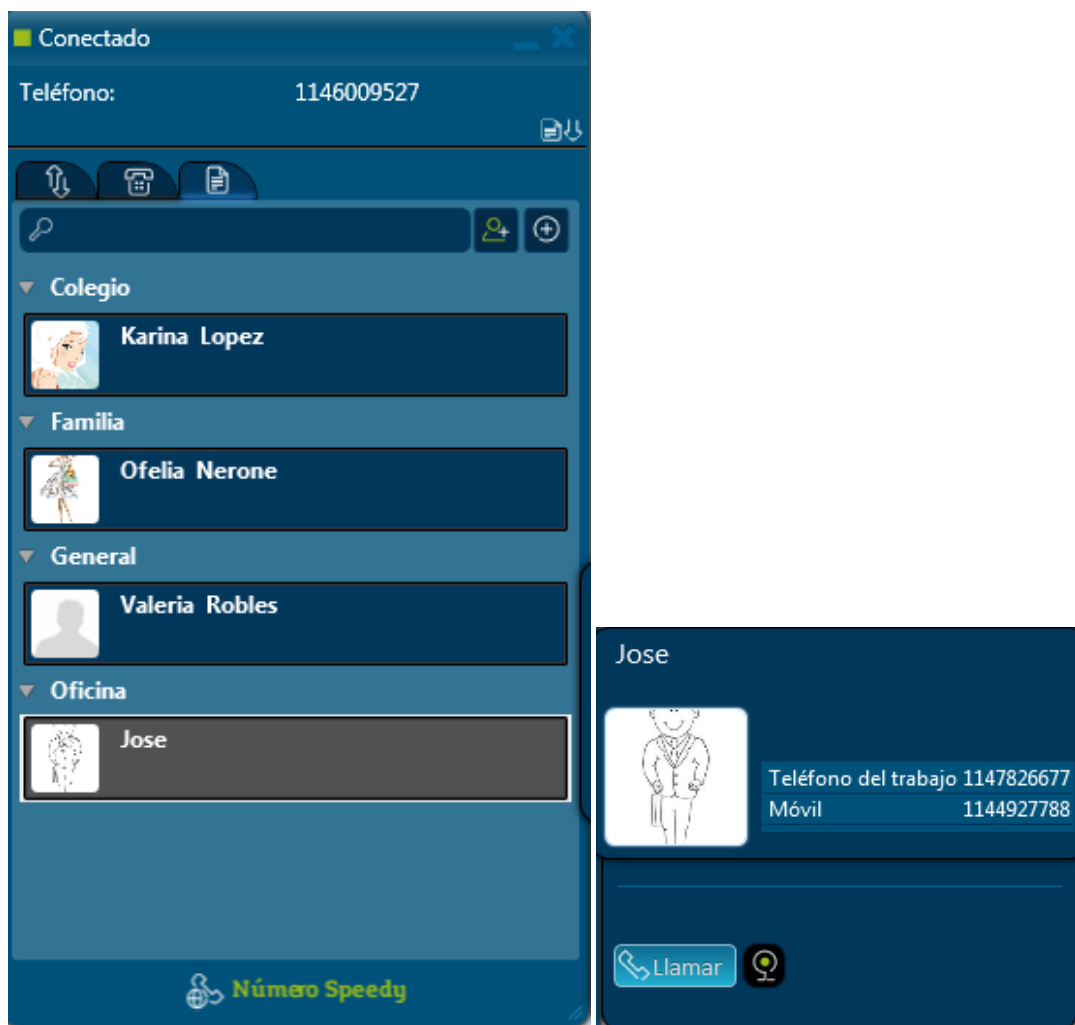 Conectado
Teléfono: 1146009527
Colegio
Karina Lopez
Familia
Ofelia Nerone
General
Valeria Robles
Oficina
Jose
Número Speedy
Jose
Teléfono del trabajo 1147826677
Móvil 1144927788
Llamar